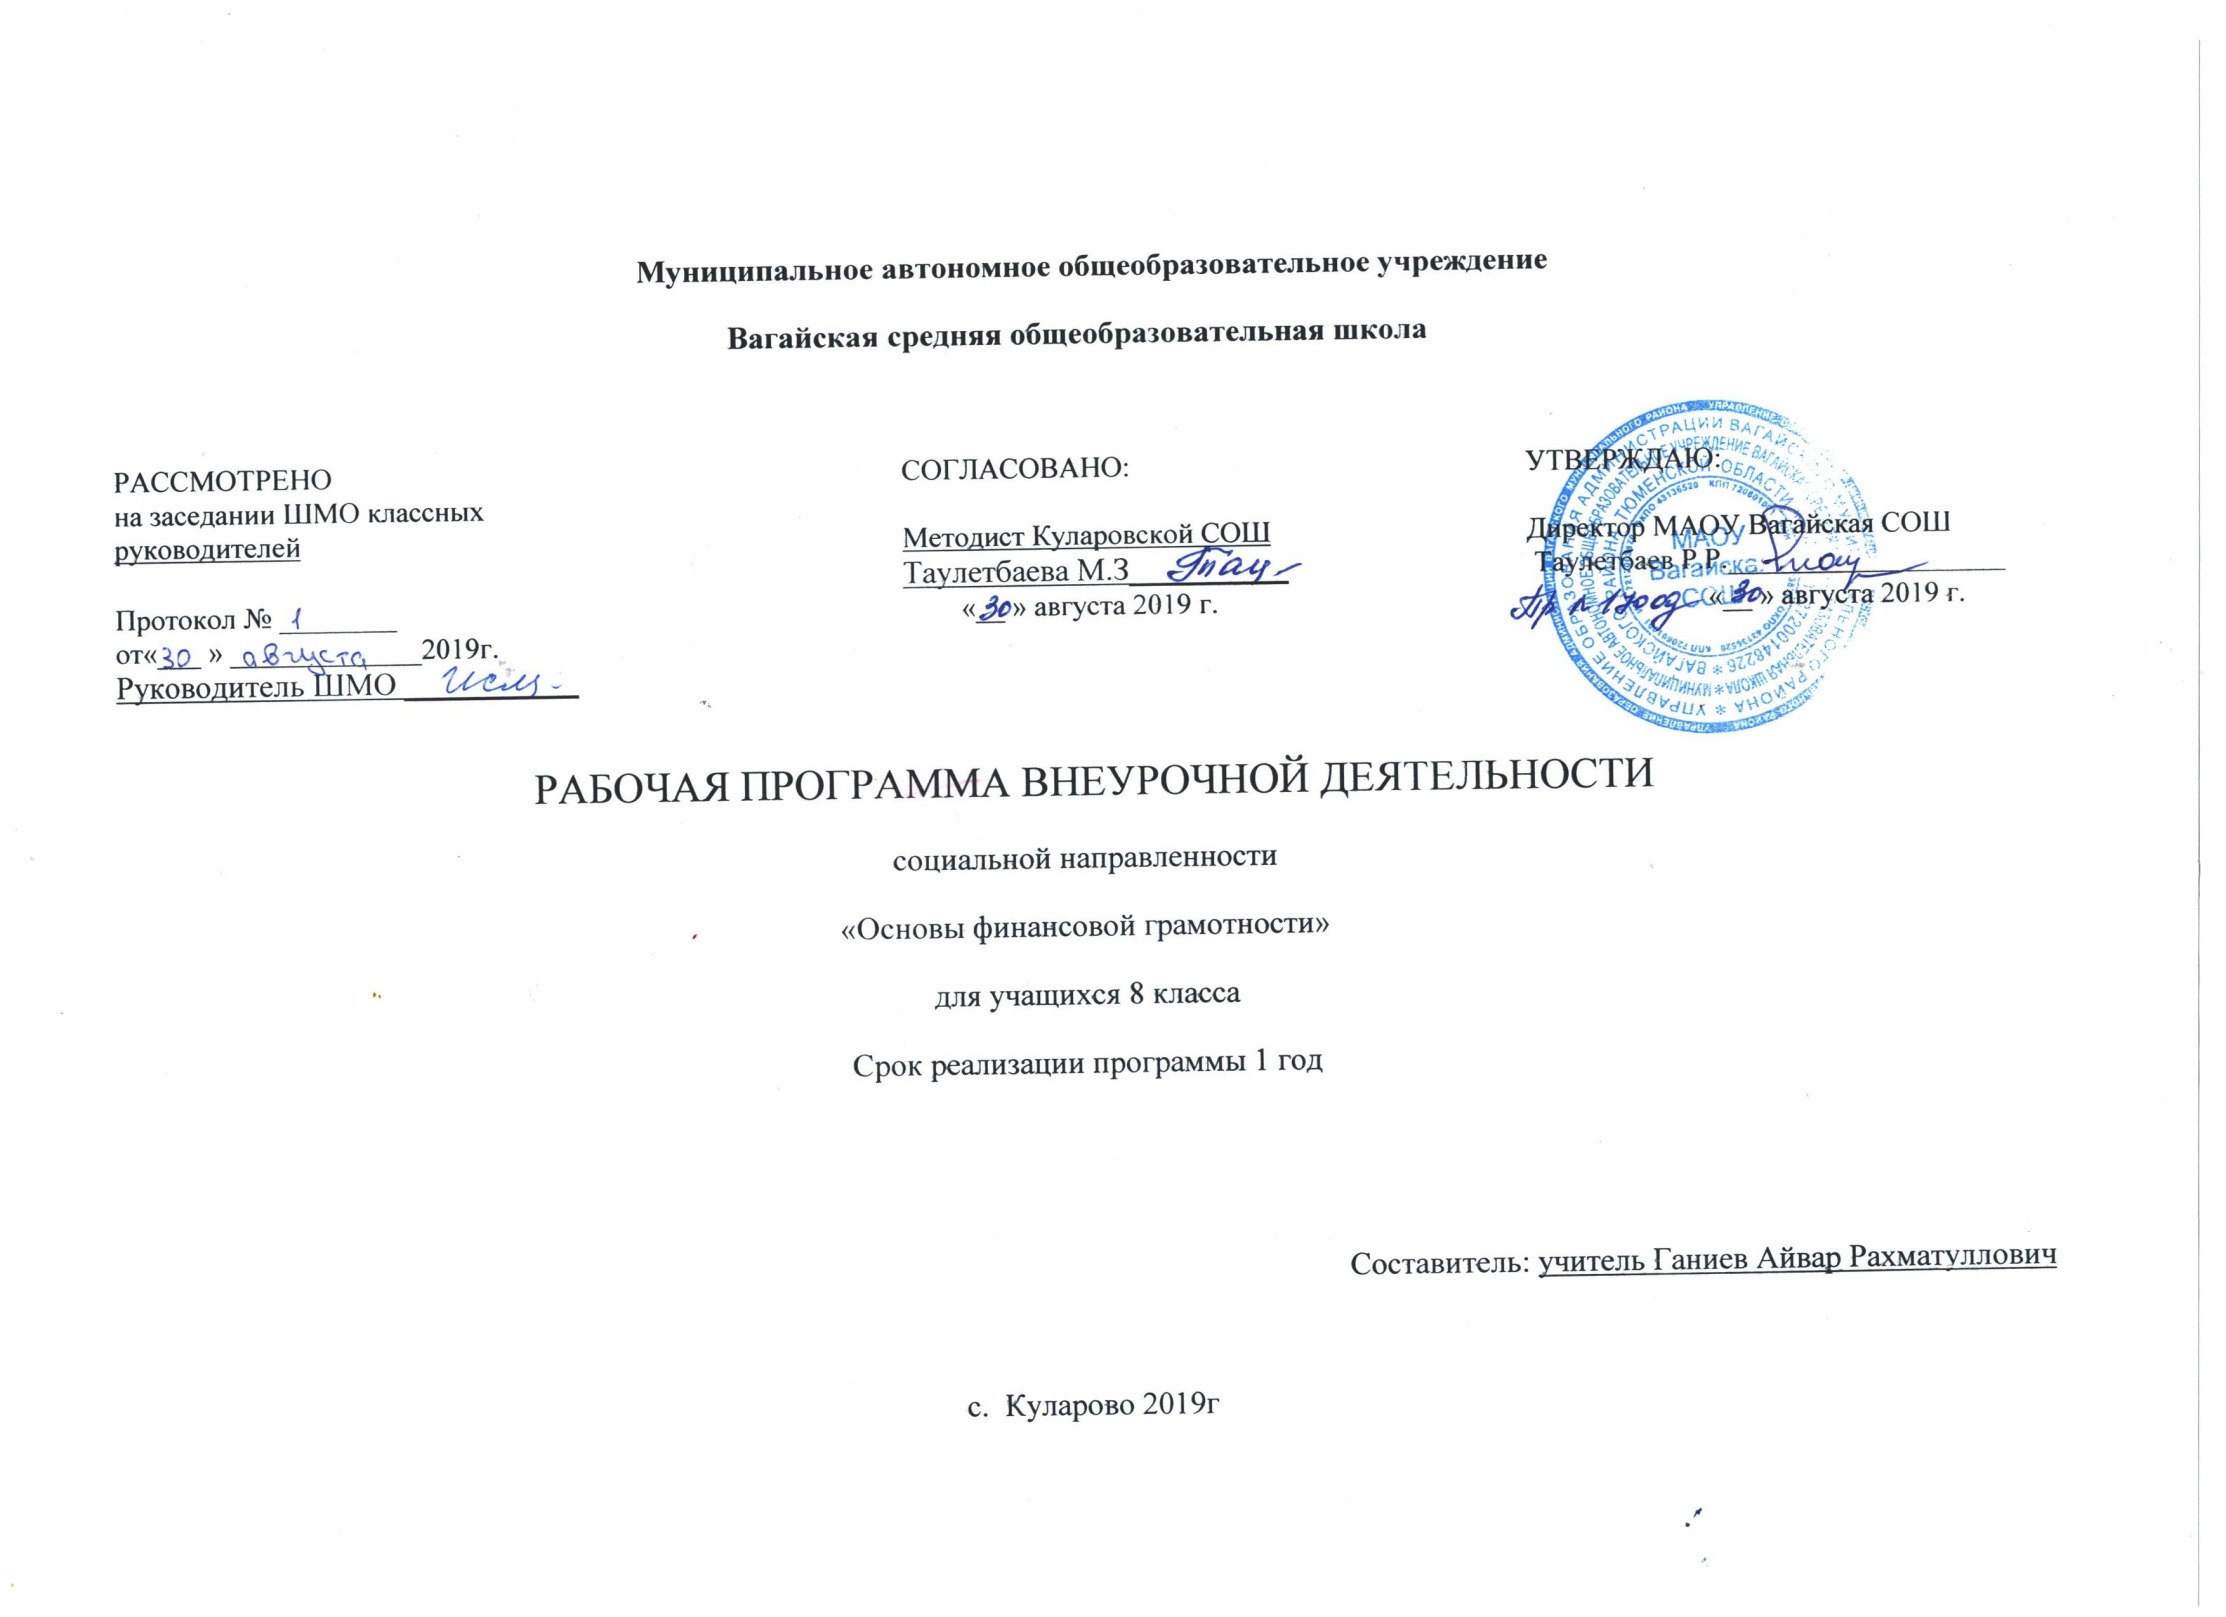 Муниципальное автономное общеобразовательное учреждение
Вагайская средняя общеобразовательная школа
РАССМОТРЕНО
на заседании ШМО классных
руководителей
Протокол № 1
от«30 » августа 2019г.
Руководитель ШМО
СОГЛАСОВАНО:
Методист Куларовской СОШ
Таулетбаева М.З
«30» августа 2019 г.
УТВЕРЖДАЮ:
Директор МАОУ Вагайская СОШ
Таулетбаев Р.Р.
«30» августа 2019 г.
МАОУ
Вагайская
СОШ
РАБОЧАЯ ПРОГРАММА ВНЕУРОЧНОЙ ДЕЯТЕЛЬНОСТИ
социальной направленности
«Основы финансовой грамотности»
для учащихся 8 класса
Срок реализации программы 1 год
Составитель: учитель Ганиев Айвар Рахматуллович
с. Куларово 2019г